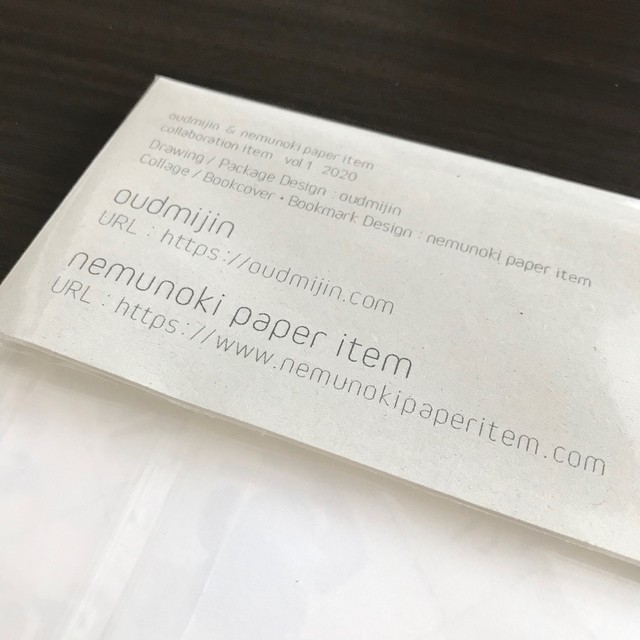 oudmijin & nemunoki paper item
collaboration item vol 1 2020
Drawing / Package Design : oudmijin
Collage / Bookcover・Bookmark Design : nemunoki paper item
oudmijin
URL : https://oudmijin.com
nemunoki paper item
URL : https://www.nemunokipaperitem.com